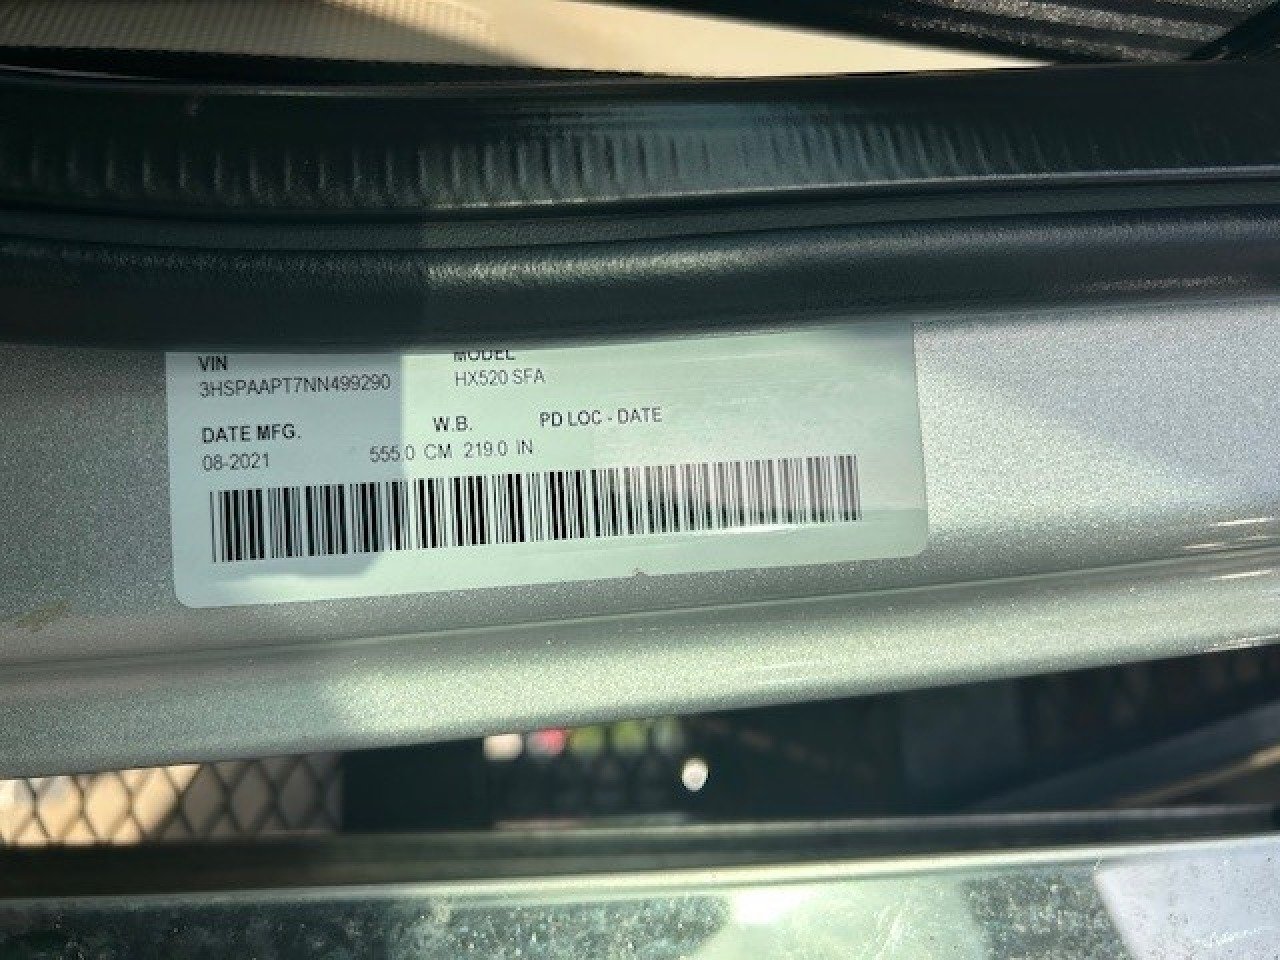 VIN MODEL
3HSPAAPT7NN499290 HX520 SFA
DATE MFG. W.B. PD LOC - DATE
08-2021 555.0 CM 219.0 IN